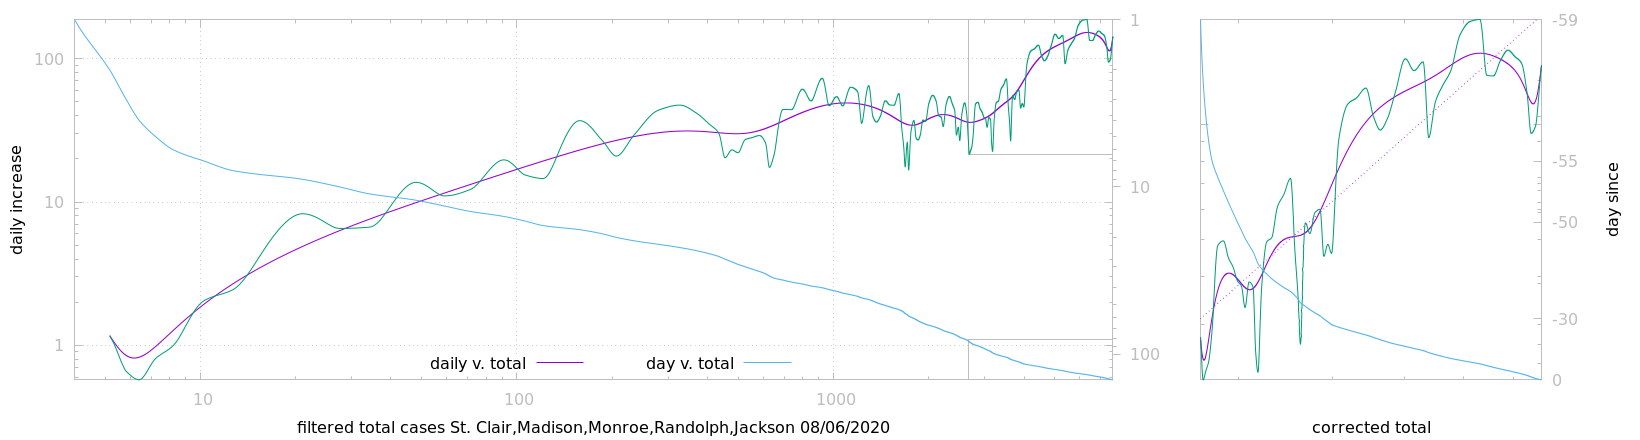 daily increase
100
10
1
daily v. total
day v. total
10
100
1000
filtered total cases St. Clair,Madison,Monroe,Randolph,Jackson 08/06/2020
1
10
100
-59
-55
-50
-30
0
day since
corrected total